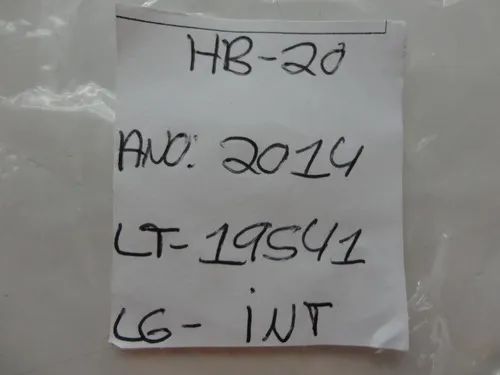 HB-20
ANO: 2014
LT-19541
LG- INT